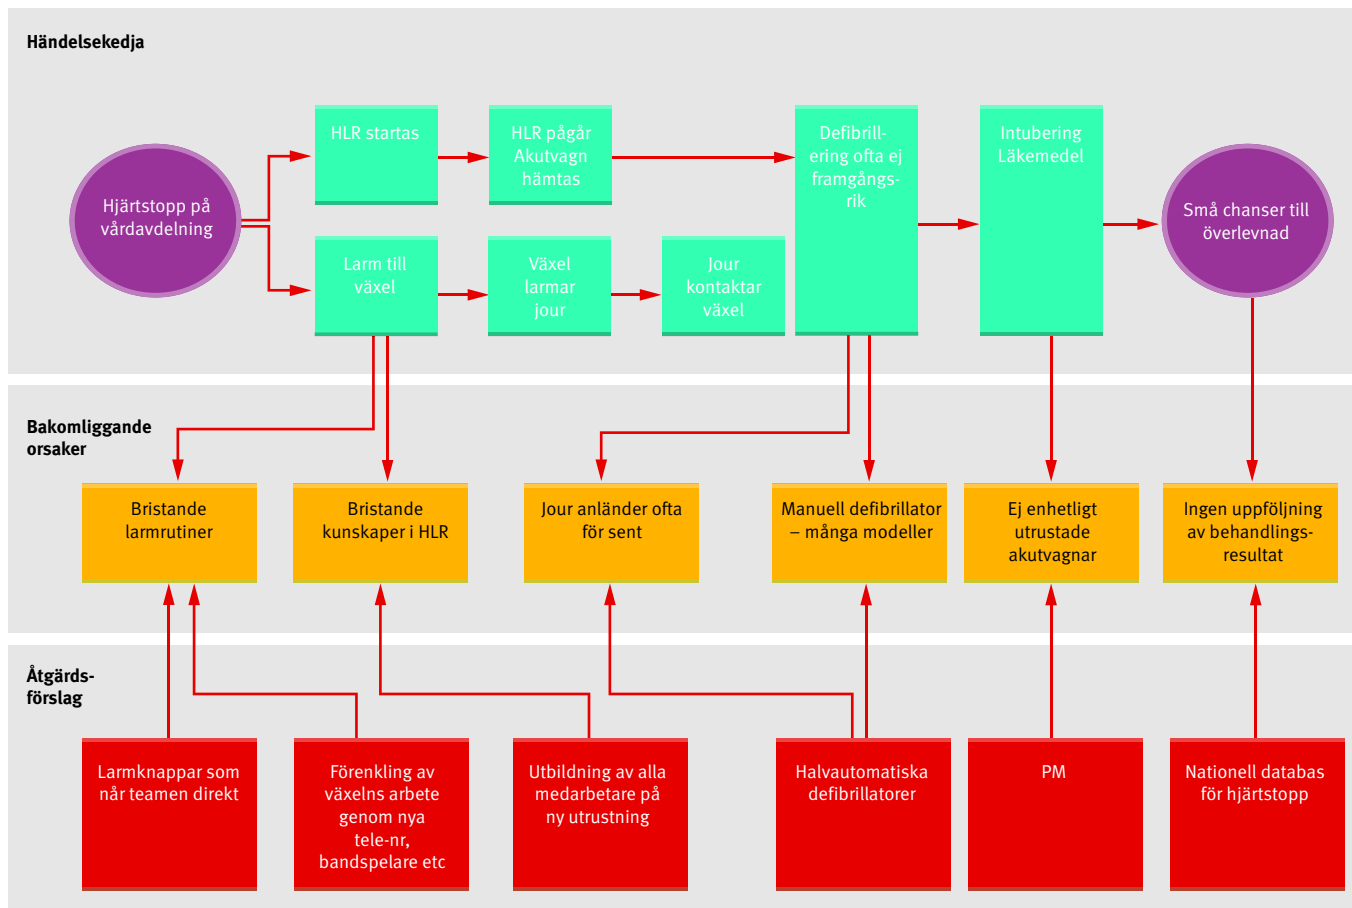 Händelsekedja
Hjärtstopp på
vårdavdelning
HLR startas
HLR pågår
Akutvagn
hämtas
Larm till
växel
Växel
larmar
jour
Jour
kontaktar
växel
Defibrill-
ering ofta ej
framgångs-
rik
Intubering
Läkemedel
Små chanser till
överlevnad
Bakomliggande
orsaker
Bristande
larmrutiner
Bristande
kunskaper i HLR
Jour anländer ofta
för sent
Manuell defibrillator
– många modeller
Ej enhetligt
utrustade
akutvagnar
Ingen uppföljning
av behandlings-
resultat
Åtgärds-
förslag
Larmknappar som
når teamen direkt
Förenkling av
växelns arbete
genom nya
tele-nr,
bandspelare etc
Utbildning av alla
medarbetare på
ny utrustning
Halvautomatiska
defibrillatorer
PM
Nationell databas
för hjärtstopp